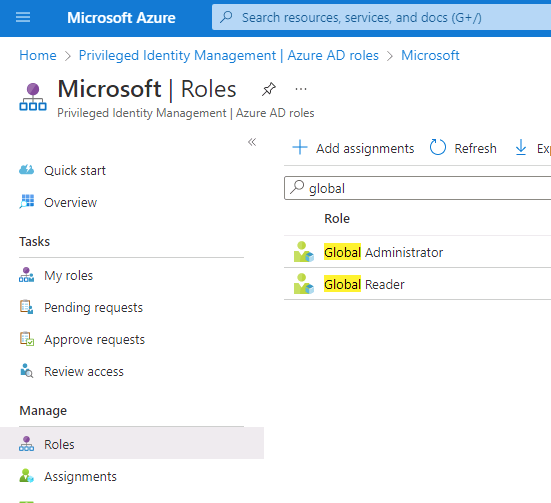 Microsoft Azure
Search resources, services, and docs (G+/)
Home > Privileged Identity Management | Azure AD roles > Microsoft
Microsoft | Roles
Privileged Identity Management | Azure AD roles
«
Quick start
Overview
Tasks
My roles
Pending requests
Approve requests
Review access
Manage
Roles
Assignments
Add assignments
Refresh
global
Role
Global Administrator
Global Reader